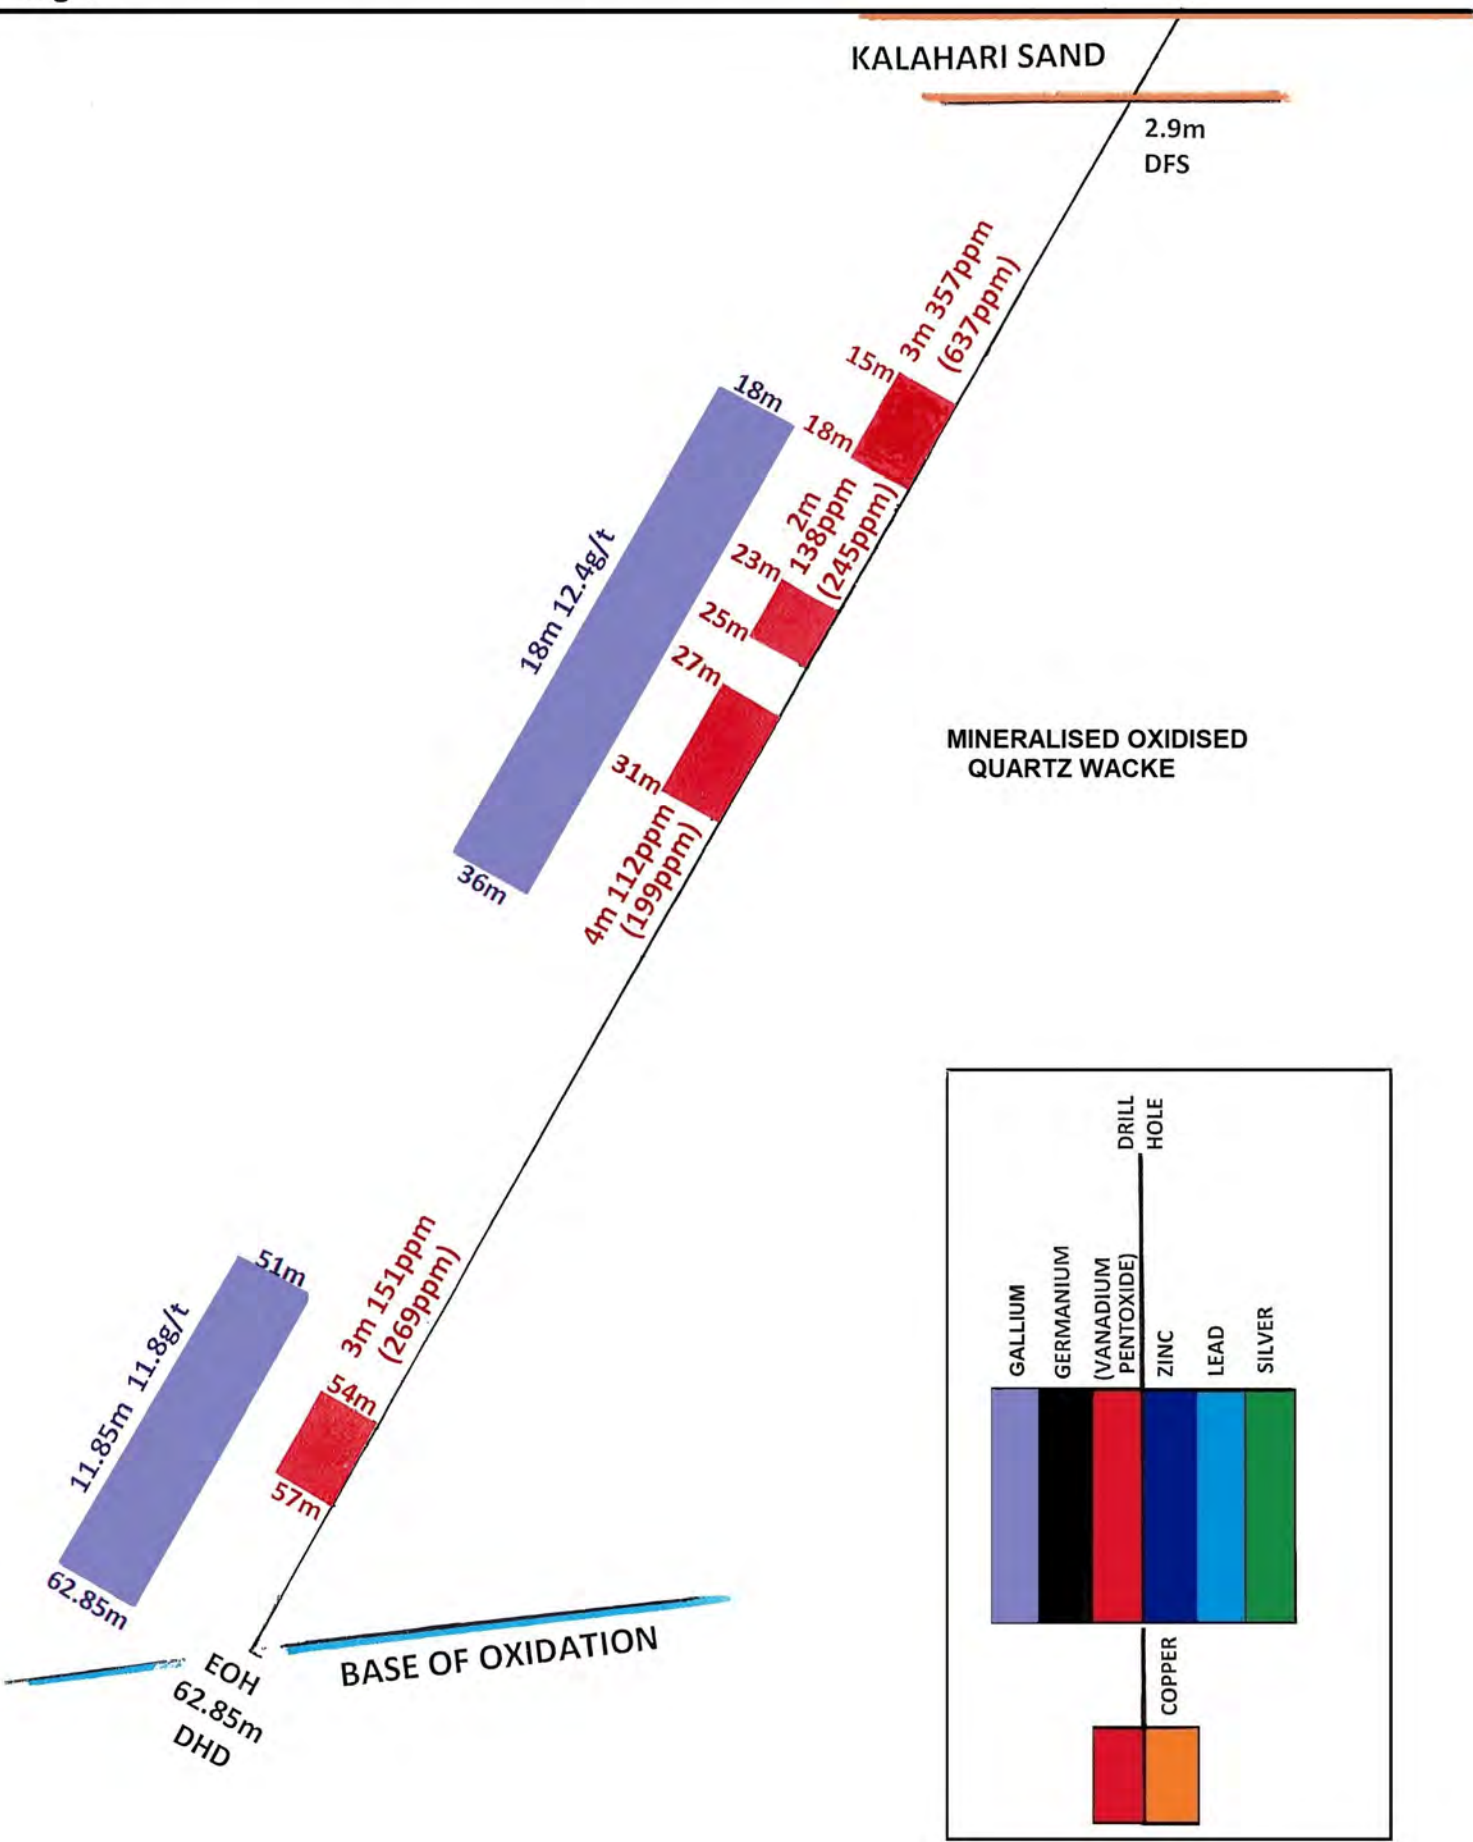 KALAHARI SAND
2.9m
DFS
3m 357ppm
(637ppm)
15m
18m
18m
2m
138ppm
(245ppm)
23m
25m
18m 12.4g/t
27m
31m
MINERALISED OXIDISED
QUARTZ WACKE
4m 112ppm
(199ppm)
36m
3m 151ppm
(269ppm)
51m
11.85m 11.8g/t
54m
57m
62.85m
BASE OF OXIDATION
EOH
62.85m
DHD
DRILL
HOLE
GALLIUM
GERMANIUM
(VANADIUM
PENTOXIDE)
ZINC
LEAD
SILVER
COPPER